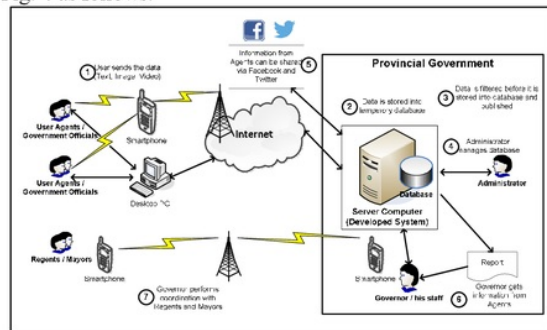 Information from
Agents can be shared
via Facebook and
Twitter
5
Provincial Government
1
User sends the data
(Text, Image, Video)
2
Data is stored into
temporary database
3
Data is filtered before it is
stored into database and
published
User Agents /
Government Officials
Smartphone
Internet
4
Administrator
manages database
User Agents /
Government Officials
Desktop PC
Database
Administrator
Server Computer
(Developed System)
Regents / Mayors
Smartphone
Smartphone
Report
7
Governor performs
coordination with
Regents and Mayors
Governor / his staff
6
Governor gets
information from
Agents